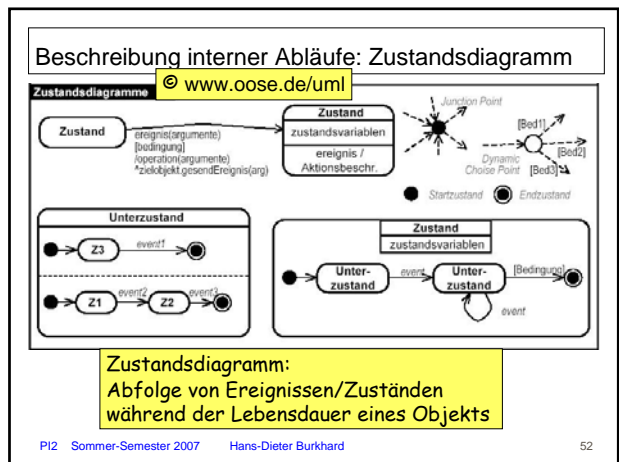 Beschreibung interner Abläufe: Zustandsdiagramm
© www.oose.de/uml
Zustandsdiagramme
Zustand
ereignis(argumente)
[bedingung]
/operation(argumente)
^zielobjekt.gesendEreignis(arg)
Zustand
zustandsvariablen
ereignis /
Aktionsbeschr.
Junction Point
[Bed1]
[Bed2]
[Bed3]
Dynamic
Choise Point
Startzustand
Endzustand
Unterzustand
Z3
event1
Z1
event2
Z2
event3
Zustand
zustandsvariablen
Unter-
zustand
event
Unter-
zustand
[Bedingung]
event
Zustandsdiagramm:
Abfolge von Ereignissen/Zuständen
während der Lebensdauer eines Objekts
PI2 Sommer-Semester 2007 Hans-Dieter Burkhard 52